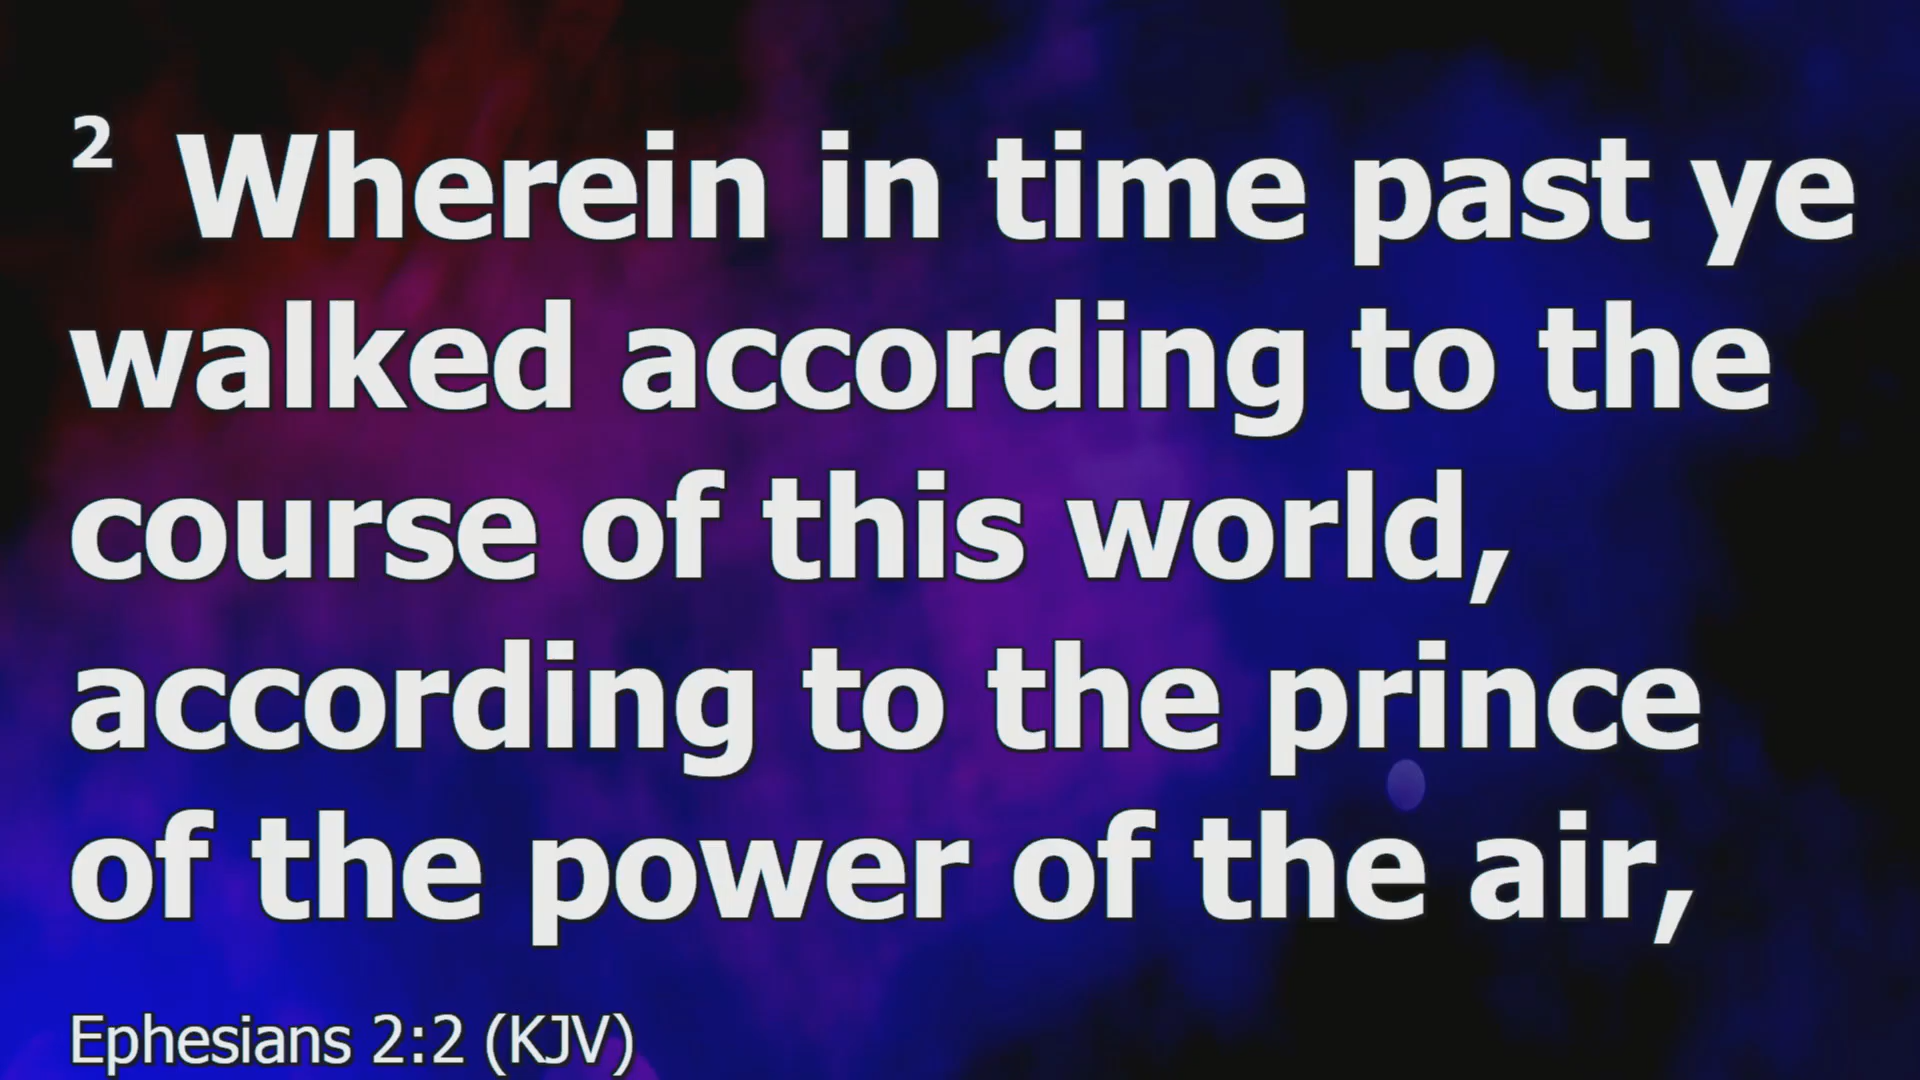 2 Wherein in time past ye
walked according to the
course of this world,
according to the prince
of the power of the air,
Ephesians 2:2 (KJV)